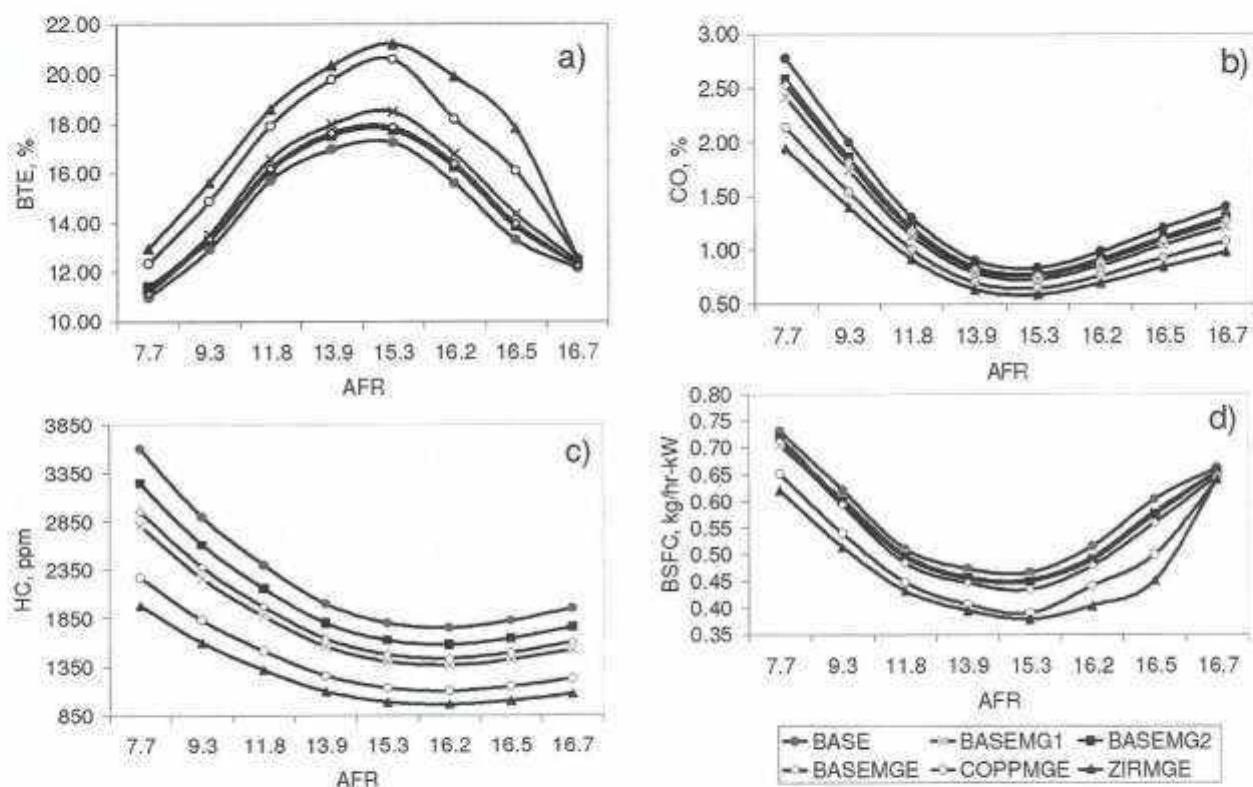 a)
BTE, %
22.00
20.00
18.00
16.00
14.00
12.00
10.00
7.7 9.3 11.8 13.9 15.3 16.2 16.5 16.7
AFR
b)
CO, %
3.00
2.50
2.00
1.50
1.00
0.50
7.7 9.3 11.8 13.9 15.3 16.2 16.5 16.7
AFR
c)
HC, ppm
3850
3350
2850
2350
1850
1350
850
7.7 9.3 11.8 13.9 15.3 16.2 16.5 16.7
AFR
d)
BSFC, kg/hr-kW
0.80
0.75
0.70
0.65
0.60
0.55
0.50
0.45
0.40
0.35
7.7 9.3 11.8 13.9 15.3 16.2 16.5 16.7
AFR
BASE BASEMG1 BASEMG2
BASEMGE COPPMGE ZIRMGE